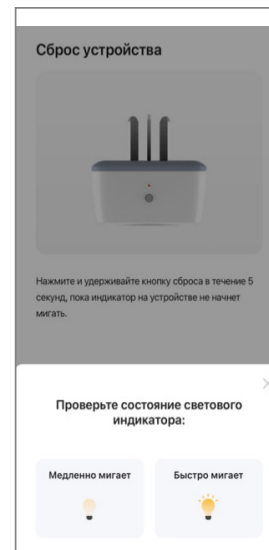 Сброс устройства
Нажмите и удерживайте кнопку сброса в течение 5
секунд, пока индикатор на устройстве не начнет
мигать.
Проверьте состояние светового
индикатора:
Медленно мигает
Быстро мигает